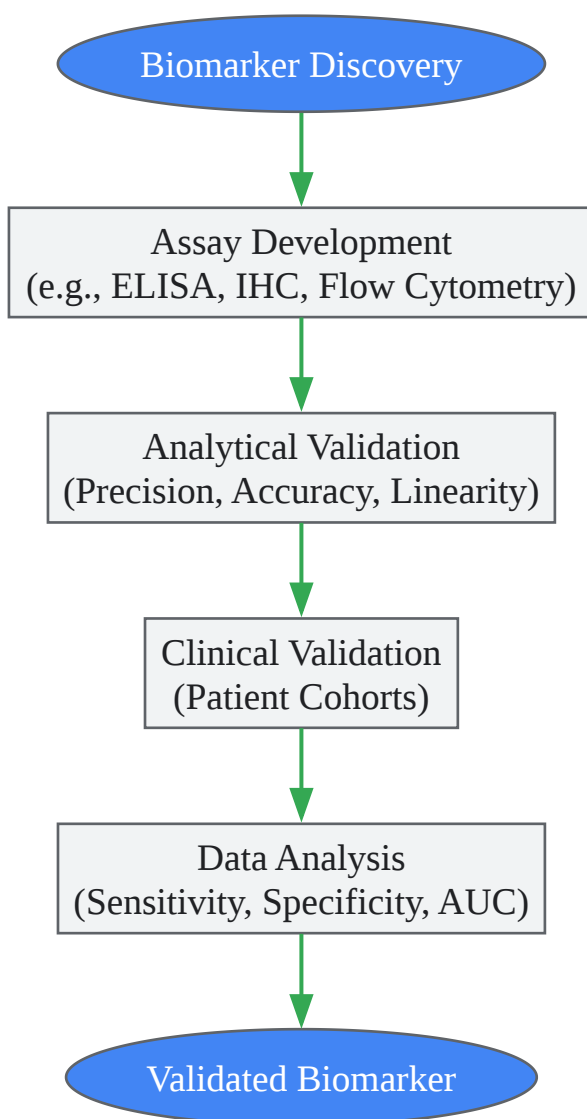 Biomarker Discovery
Assay Development
(e.g., ELISA, IHC, Flow Cytometry)
Analytical Validation
(Precision, Accuracy, Linearity)
Clinical Validation
(Patient Cohorts)
Data Analysis
(Sensitivity, Specificity, AUC)
Validated Biomarker